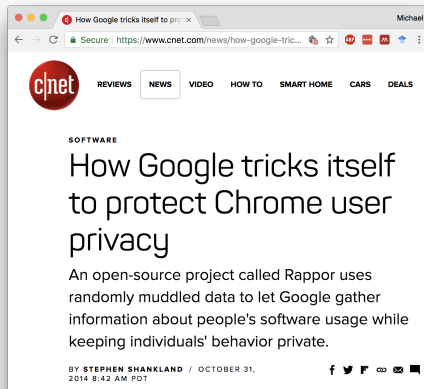 How Google tricks itself to pro
Michael
Secure https://www.cnet.com/news/how-google-tric...
ABP
c|net
REVIEWS NEWS VIDEO HOW TO SMART HOME CARS DEALS
SOFTWARE
How Google tricks itself
to protect Chrome user
privacy
An open-source project called Rappor uses
randomly muddled data to let Google gather
information about people's software usage while
keeping individuals' behavior private.
BY STEPHEN SHANKLAND / OCTOBER 31,
2014 8:42 AM PDT